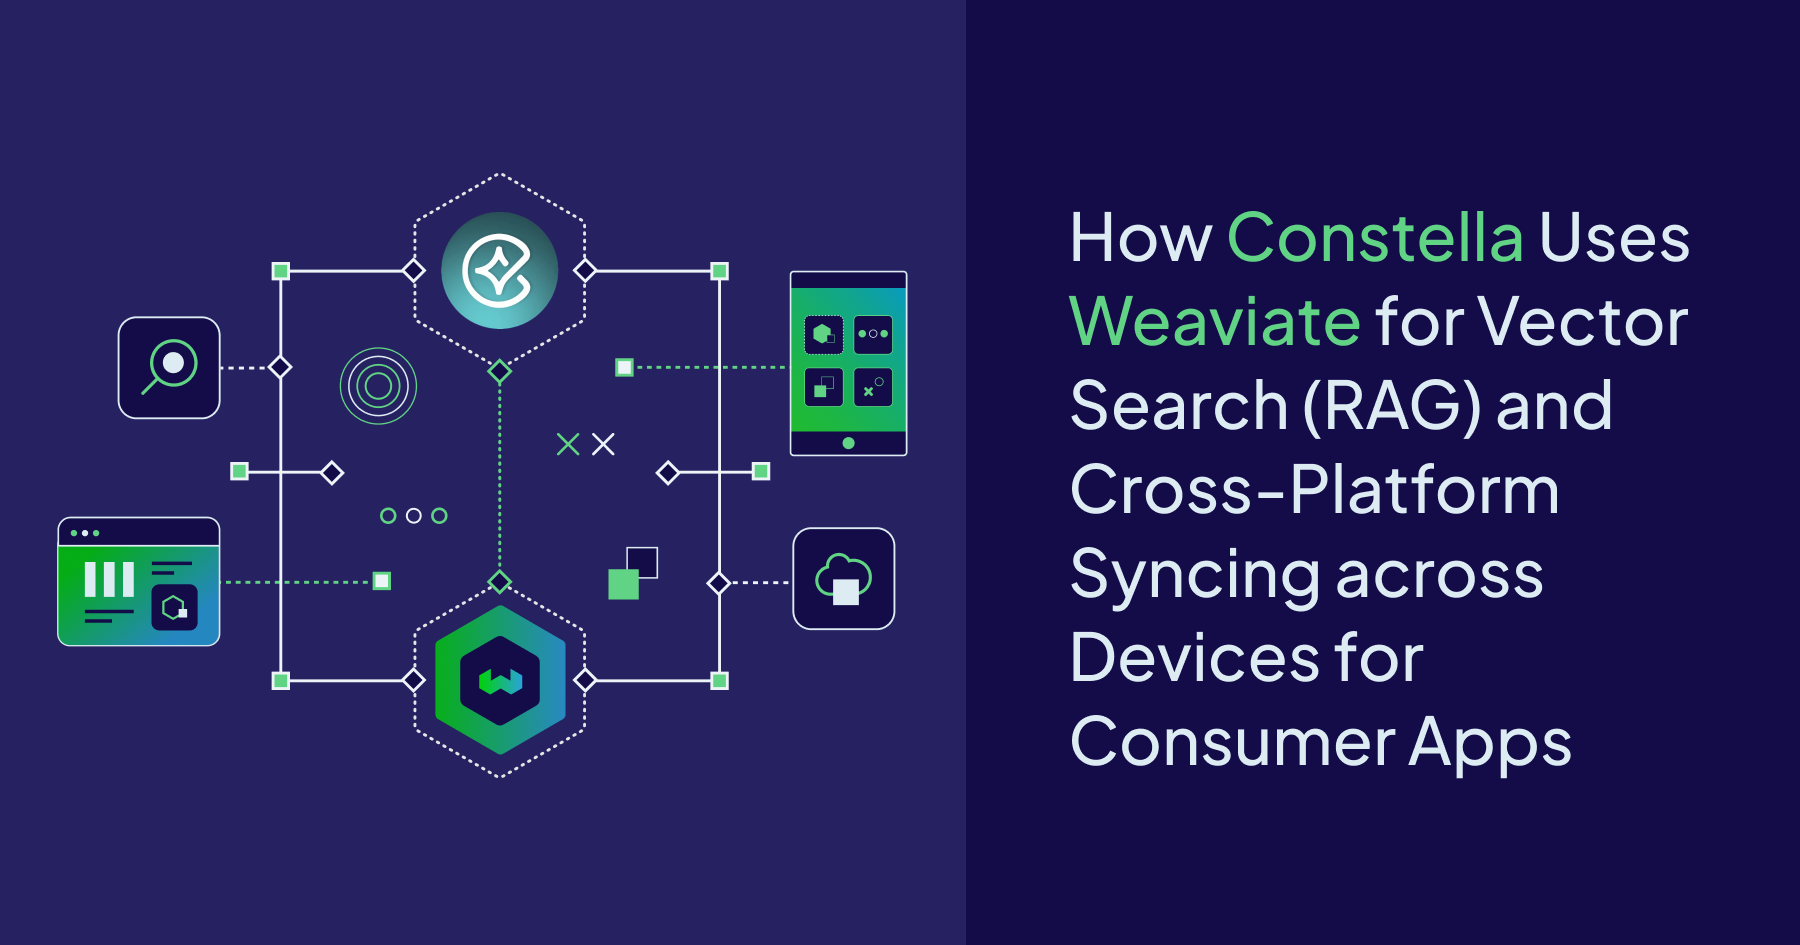 How Constella Uses
Weaviate for Vector
Search (RAG) and
Cross-Platform
Syncing across
Devices for
Consumer Apps